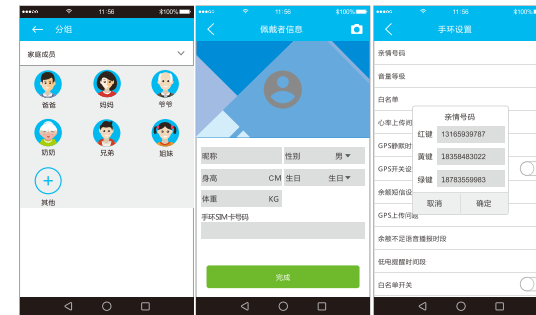 11:56
100%
分组
家庭成员
爸爸
妈妈
爷爷
奶奶
兄弟
姐妹
其他
11:56
100%
佩戴者信息
昵称
性别
男
身高
CM
生日
生日
体重
KG
手环SIM卡号码
完成
11:56
100%
手环设置
亲情号码
音量等级
白名单
心率上传间
GPS静默时
GPS开关设
余额短信设
GPS上传问题
余额不足语音播报时段
低电提醒时间段
白名单开关
亲情号码
红键 13165939787
黄键 18358483022
绿键 18783559983
取消
确定